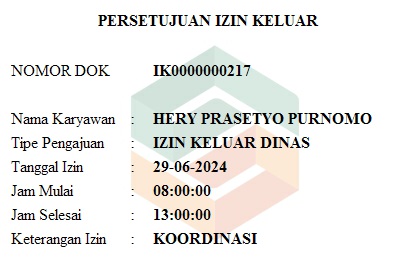 PERSETUJUAN IZIN KELUAR
NOMOR DOK IK0000000217
Nama Karyawan : HERY PRASETYO PURNOMO
Tipe Pengajuan : IZIN KELUAR DINAS
Tanggal Izin : 29-06-2024
Jam Mulai : 08:00:00
Jam Selesai : 13:00:00
Keterangan Izin : KOORDINASI